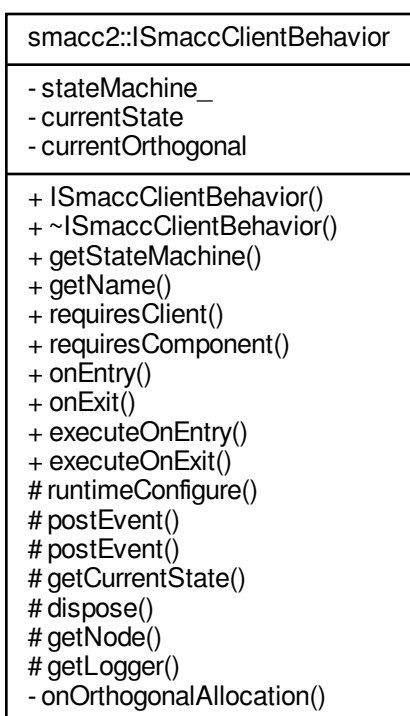 smacc2::ISmaccClientBehavior
- stateMachine_
- currentState
- currentOrthogonal
+ ISmaccClientBehavior()
+ ~ISmaccClientBehavior()
+ getStateMachine()
+ getName()
+ requiresClient()
+ requiresComponent()
+ onEntry()
+ onExit()
+ executeOnEntry()
+ executeOnExit()
# runtimeConfigure()
# postEvent()
# postEvent()
# getCurrentState()
# dispose()
# getNode()
# getLogger()
- onOrthogonalAllocation()